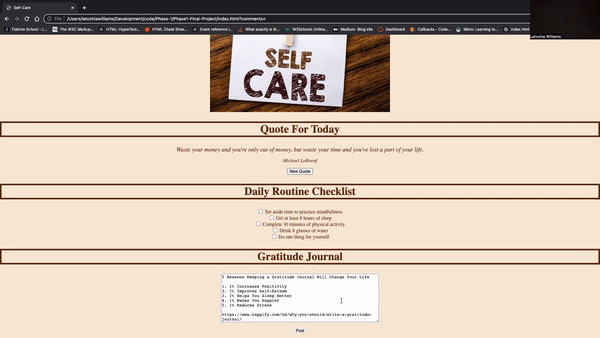 Self-Care
File | /Users/latoshiawilliams/Development/code/Phase-1/Phase1-Final-Project/index.html?comments=
Flatiron School – L...
The W3C Markup...
HTML: HyperText...
HTML Cheat Shee...
Event reference |...
What exactly is th...
W3Schools Online...
Medium- Blog site
Dashboard
Callbacks - Code...
Mimo: Learning to...
index.html
Latoshia Williams
SELF
CARE
Quote For Today
Waste your money and you're only out of money, but waste your time and you've lost a part of your life.
Michael LeBoeuf
New Quote
Daily Routine Checklist
Set aside time to practice mindfullness
Get at least 8 hours of sleep
Complete 30 minutes of physical activity
Drink 8 glasses of water
Do one thing for yourself
Gratitude Journal
5 Reasons Keeping a Gratitude Journal Will Change Your Life
1. It Increases Positivity
2. It Improves Self-Esteem
3. It Helps You Sleep Better
4. It Makes You Happier
5. It Reduces Stress
https://www.happify.com/hd/why-you-should-write-a-gratitude-
journal/
Post